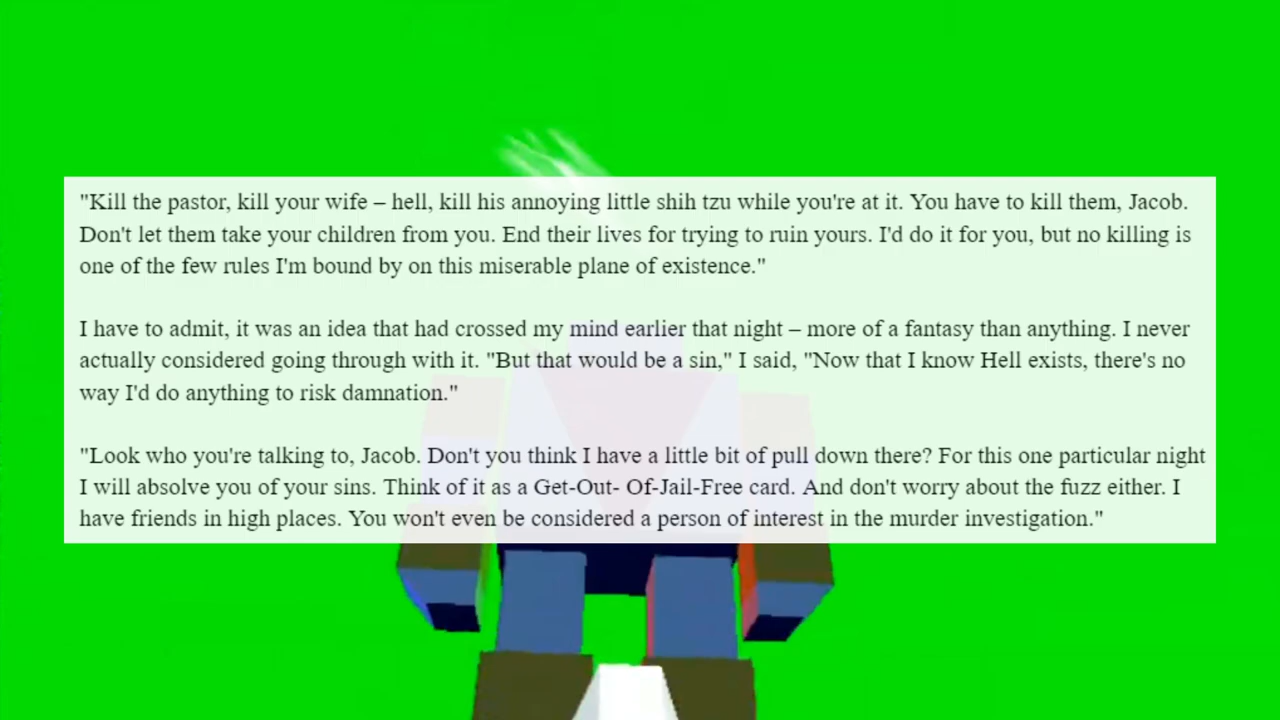 "Kill the pastor, kill your wife – hell, kill his annoying little shih tzu while you're at it. You have to kill them, Jacob.
Don't let them take your children from you. End their lives for trying to ruin yours. I'd do it for you, but no killing is
one of the few rules I'm bound by on this miserable plane of existence."
I have to admit, it was an idea that had crossed my mind earlier that night – more of a fantasy than anything. I never
actually considered going through with it. "But that would be a sin," I said, "Now that I know Hell exists, there's no
way I'd do anything to risk damnation."
"Look who you're talking to, Jacob. Don't you think I have a little bit of pull down there? For this one particular night
I will absolve you of your sins. Think of it as a Get-Out- Of-Jail-Free card. And don't worry about the fuzz either. I
have friends in high places. You won't even be considered a person of interest in the murder investigation."